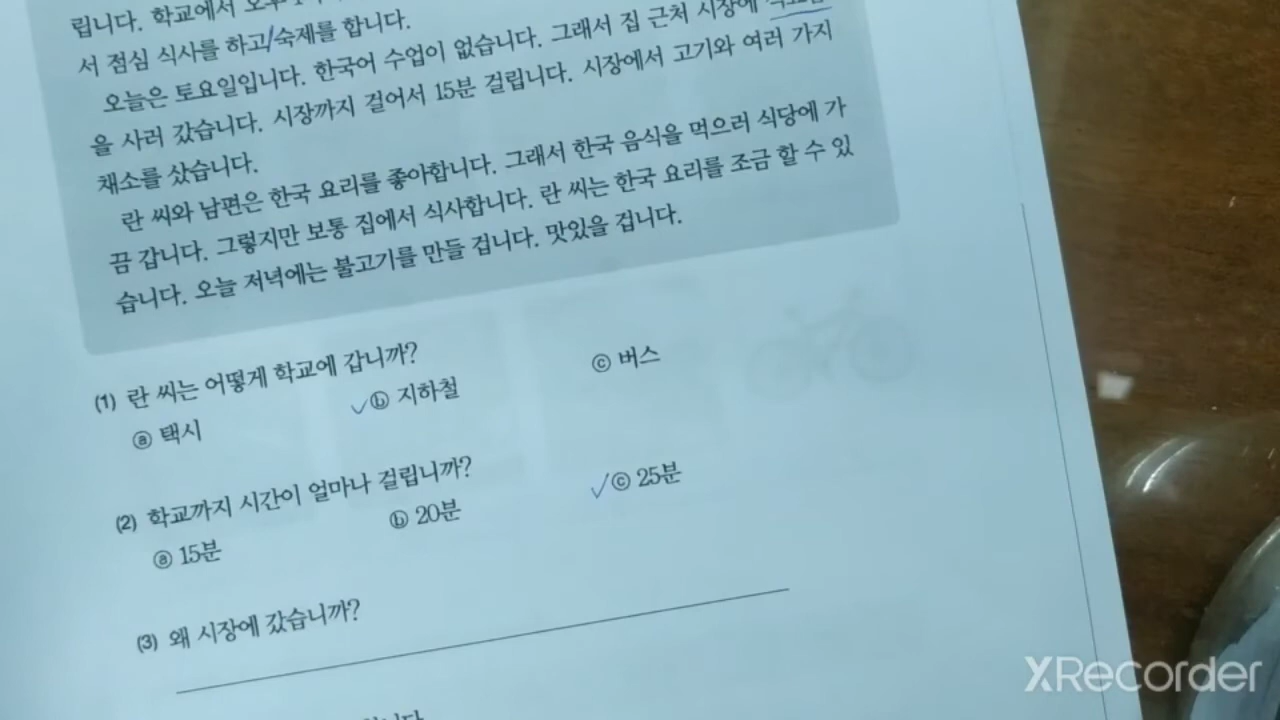 립니다. 학교에서 오후
서 점심 식사를 하고/숙제를 합니다.
오늘은 토요일입니다. 한국어 수업이 없습니다. 그래서 집 근처 시장에
을 사러 갔습니다. 시장까지 걸어서 15분 걸립니다. 시장에서 고기와 여러 가지
채소를 샀습니다.
란 씨와 남편은 한국 요리를 좋아합니다. 그래서 한국 음식을 먹으러 식당에 가
끔 갑니다. 그렇지만 보통 집에서 식사합니다. 란 씨는 한국 요리를 조금 할 수 있
습니다. 오늘 저녁에는 불고기를 만들 겁니다. 맛있을 겁니다.
(1) 란 씨는 어떻게 학교에 갑니까?
ⓐ 택시 ✓ⓑ 지하철 ⓒ 버스
(2) 학교까지 시간이 얼마나 걸립니까?
ⓐ 15분 ⓑ 20분 ✓ⓒ 25분
(3) 왜 시장에 갔습니까?
XRecorder